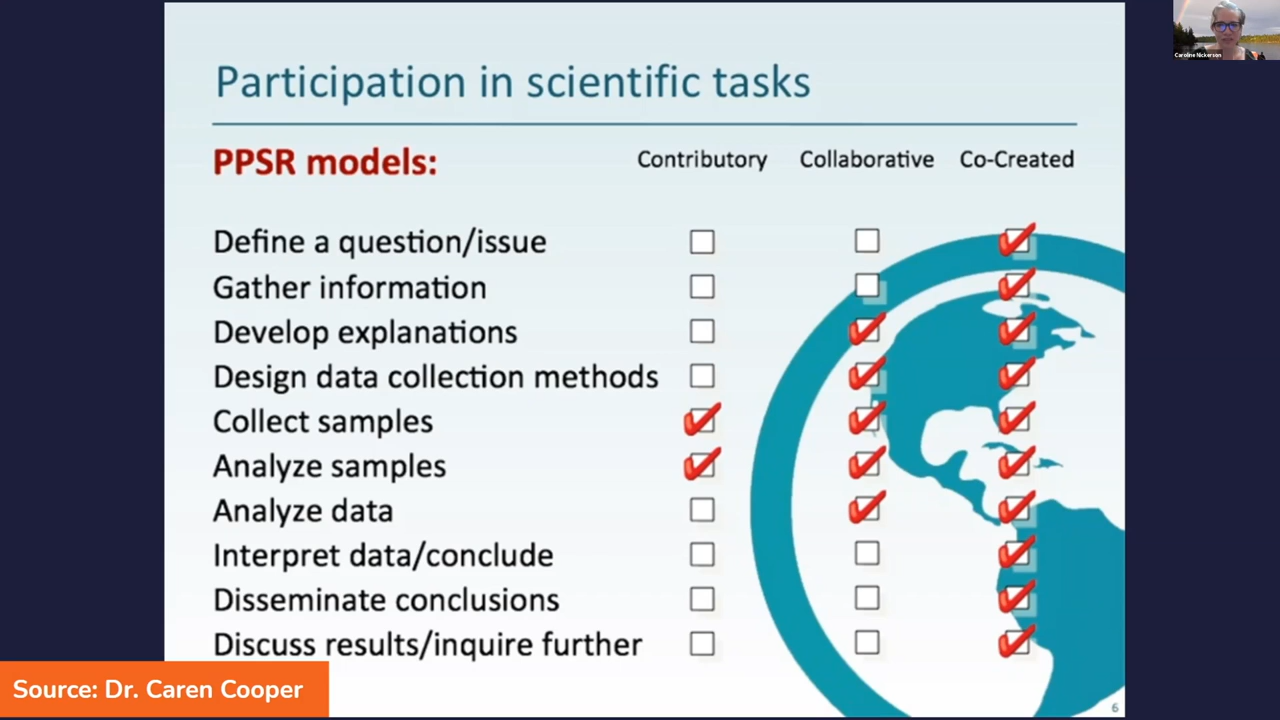 Caroline Nickerson
Participation in scientific tasks
PPSR models:
Contributory Collaborative Co-Created
Define a question/issue
Gather information
Develop explanations
Design data collection methods
Collect samples
Analyze samples
Analyze data
Interpret data/conclude
Disseminate conclusions
Discuss results/inquire further
Source: Dr. Caren Cooper
6